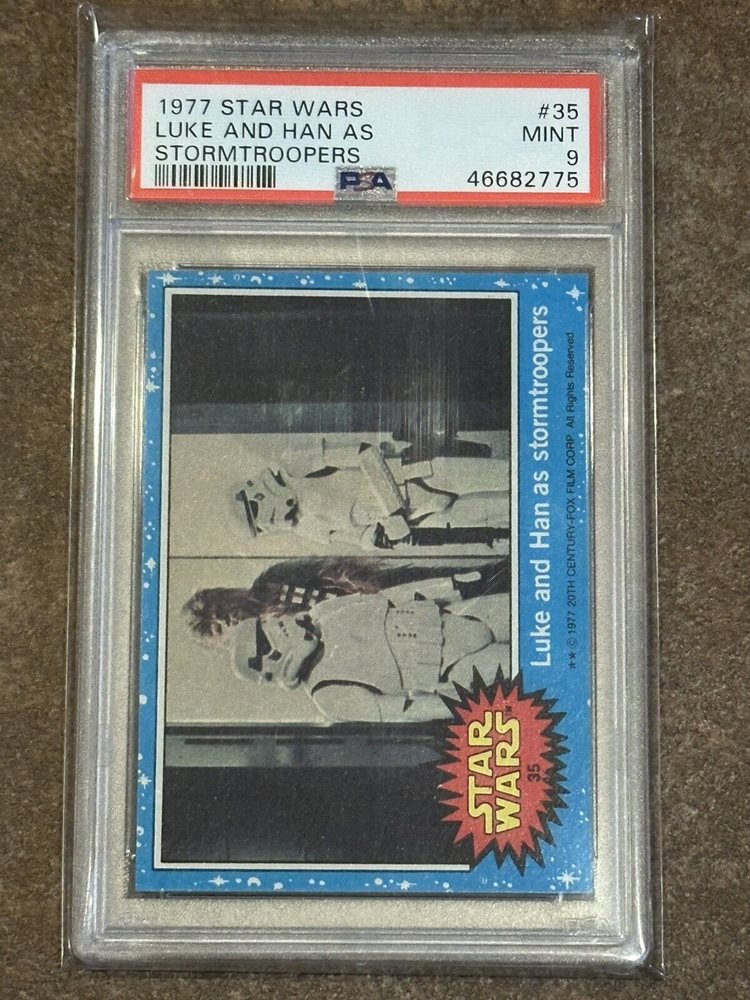 1977 STAR WARS #35
LUKE AND HAN AS MINT
STORMTROOPERS 9
PSA 46682775
Luke and Han as stormtroopers
★★ © 1977 20TH CENTURY-FOX FILM CORP. All Rights Reserved
STAR
WARS™
35